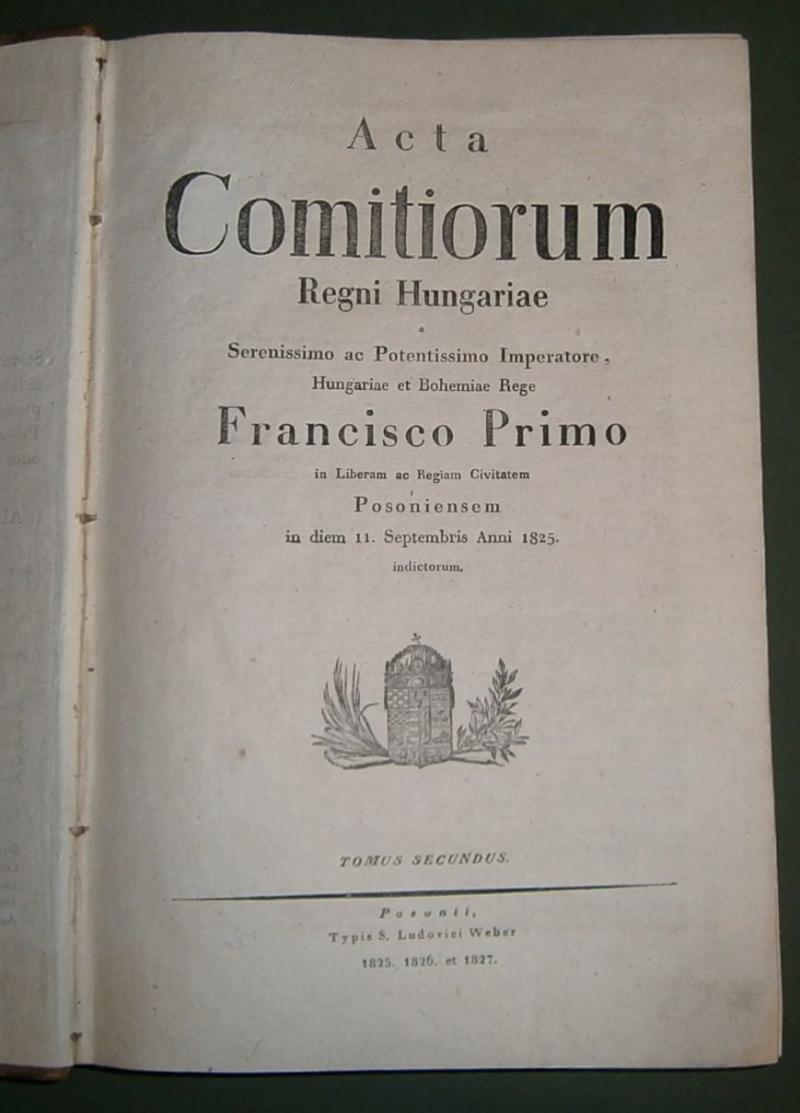 Acta
Comitiorum
Regni Hungariae
a
Serenissimo ac Potentissimo Imperatore,
Hungariae et Bohemiae Rege
Francisco Primo
in Liberam ac Regiam Civitatem
Posoniensem
in diem 11. Septembris Anni 1825.
indictorum.
TOMUS SECUNDUS.
Posonii,
Typis S. Ludovici Weber
1825. 1826. et 1827.